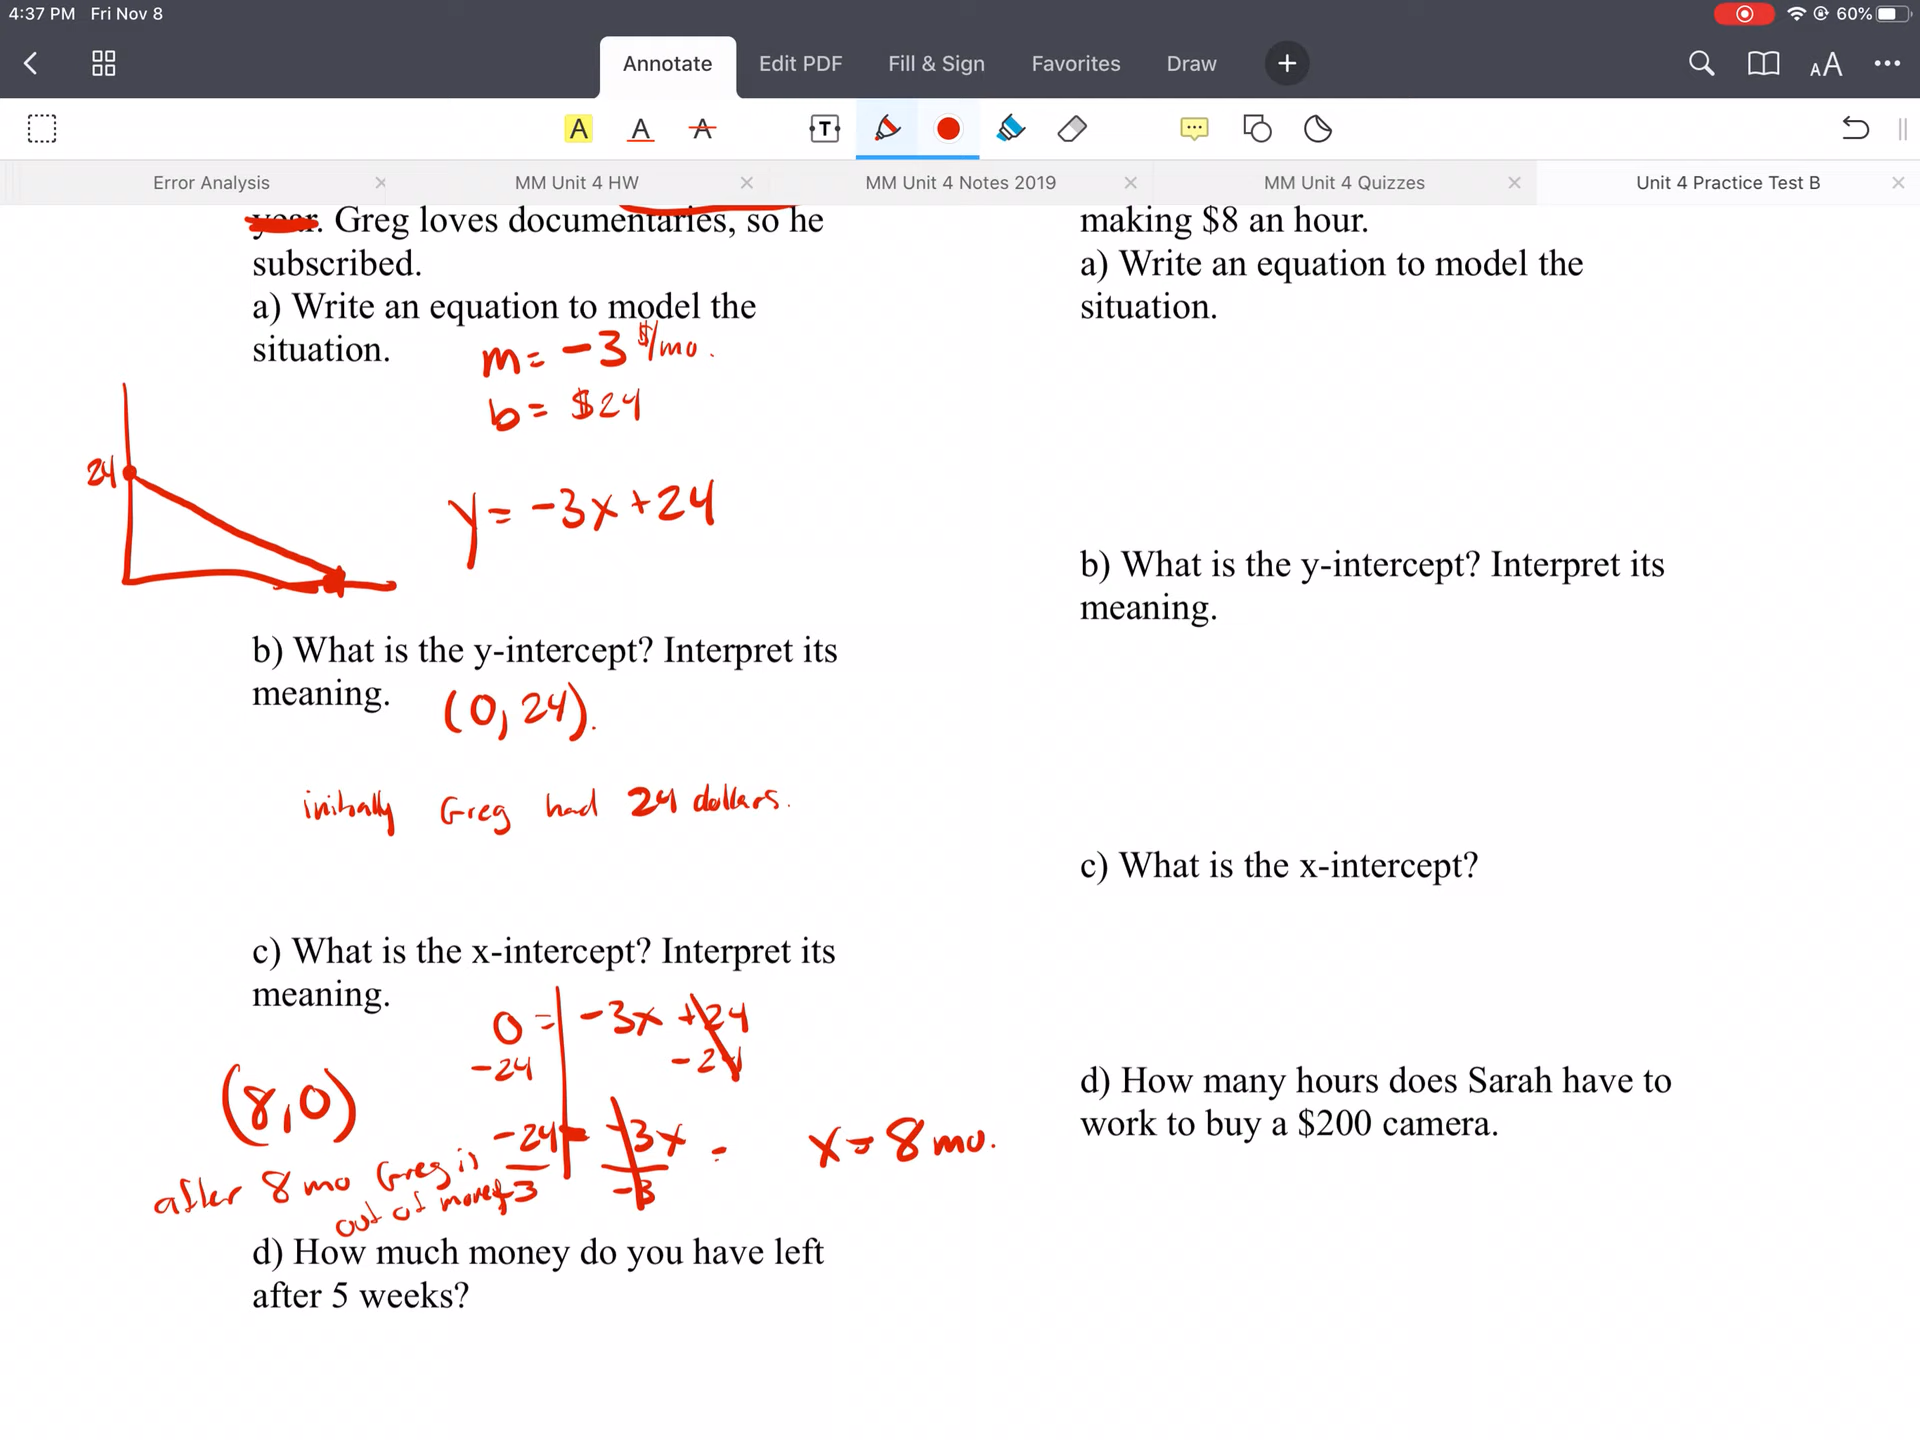 4:37 PM Fri Nov 8
60%
Annotate Edit PDF Fill & Sign Favorites Draw
Error Analysis
MM Unit 4 HW
MM Unit 4 Notes 2019
MM Unit 4 Quizzes
Unit 4 Practice Test B
year. Greg loves documentaries, so he
subscribed.
a) Write an equation to model the
situation.
m = -3 $/mo.
b = $24
24
y = -3x + 24
b) What is the y-intercept? Interpret its
meaning.
(0, 24).
initially Greg had 24 dollars.
c) What is the x-intercept? Interpret its
meaning.
0 = -3x + 24
-24 -24
(8, 0)
-24 = -3x =
-3 -3
x = 8 mo.
after 8 mo Greg is
out of money
d) How much money do you have left
after 5 weeks?
making $8 an hour.
a) Write an equation to model the
situation.
b) What is the y-intercept? Interpret its
meaning.
c) What is the x-intercept?
d) How many hours does Sarah have to
work to buy a $200 camera.